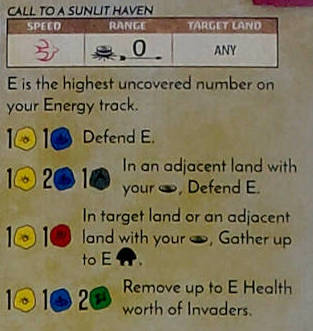 CALL TO A SUNLIT HAVEN
SPEED RANGE TARGET LAND
0 ANY
E is the highest uncovered number on
your Energy track.
1 1 Defend E.
1 2 1 In an adjacent land with
your , Defend E.
In target land or an adjacent
1 1 land with your , Gather up
to E .
1 1 2 Remove up to E Health
worth of Invaders.